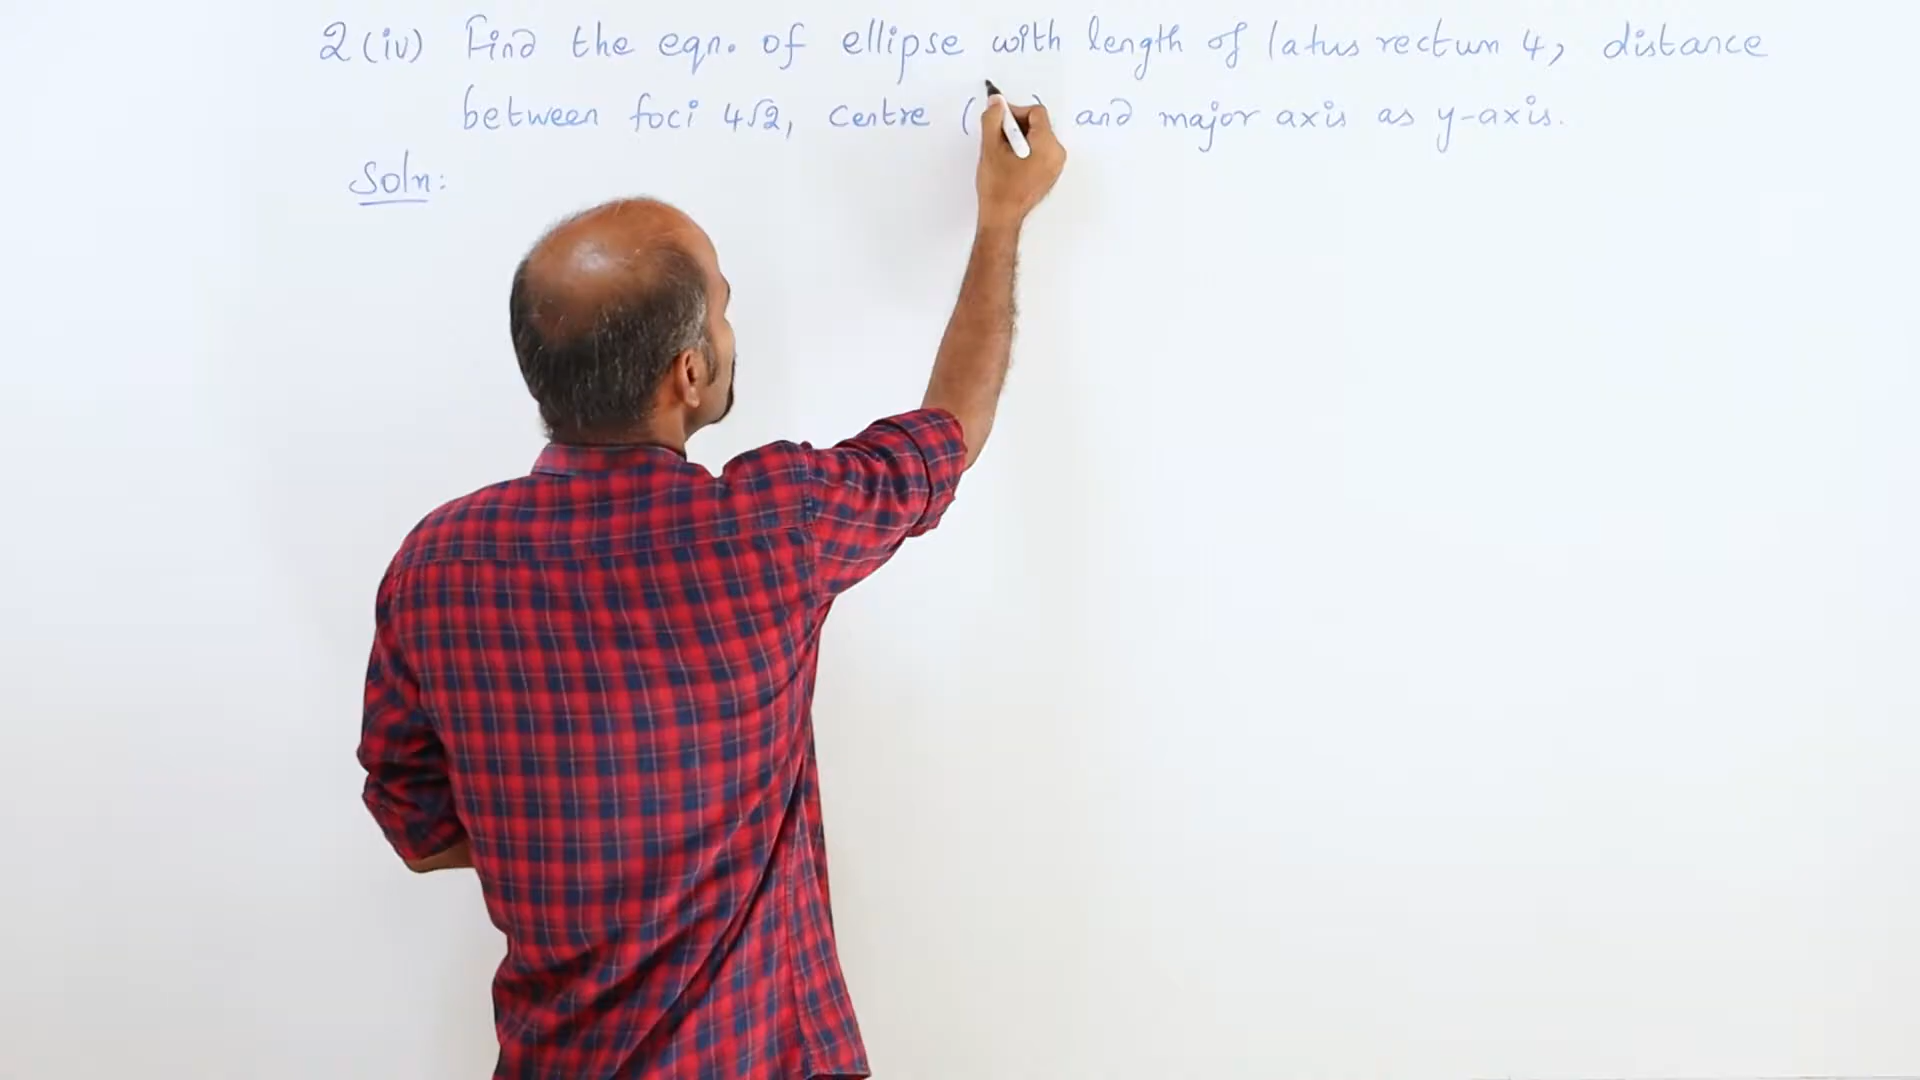 2 (iv) Find the eqn. of ellipse with length of latus rectum 4, distance
between foci 4√2, centre ( ) and major axis as y-axis.
Soln: